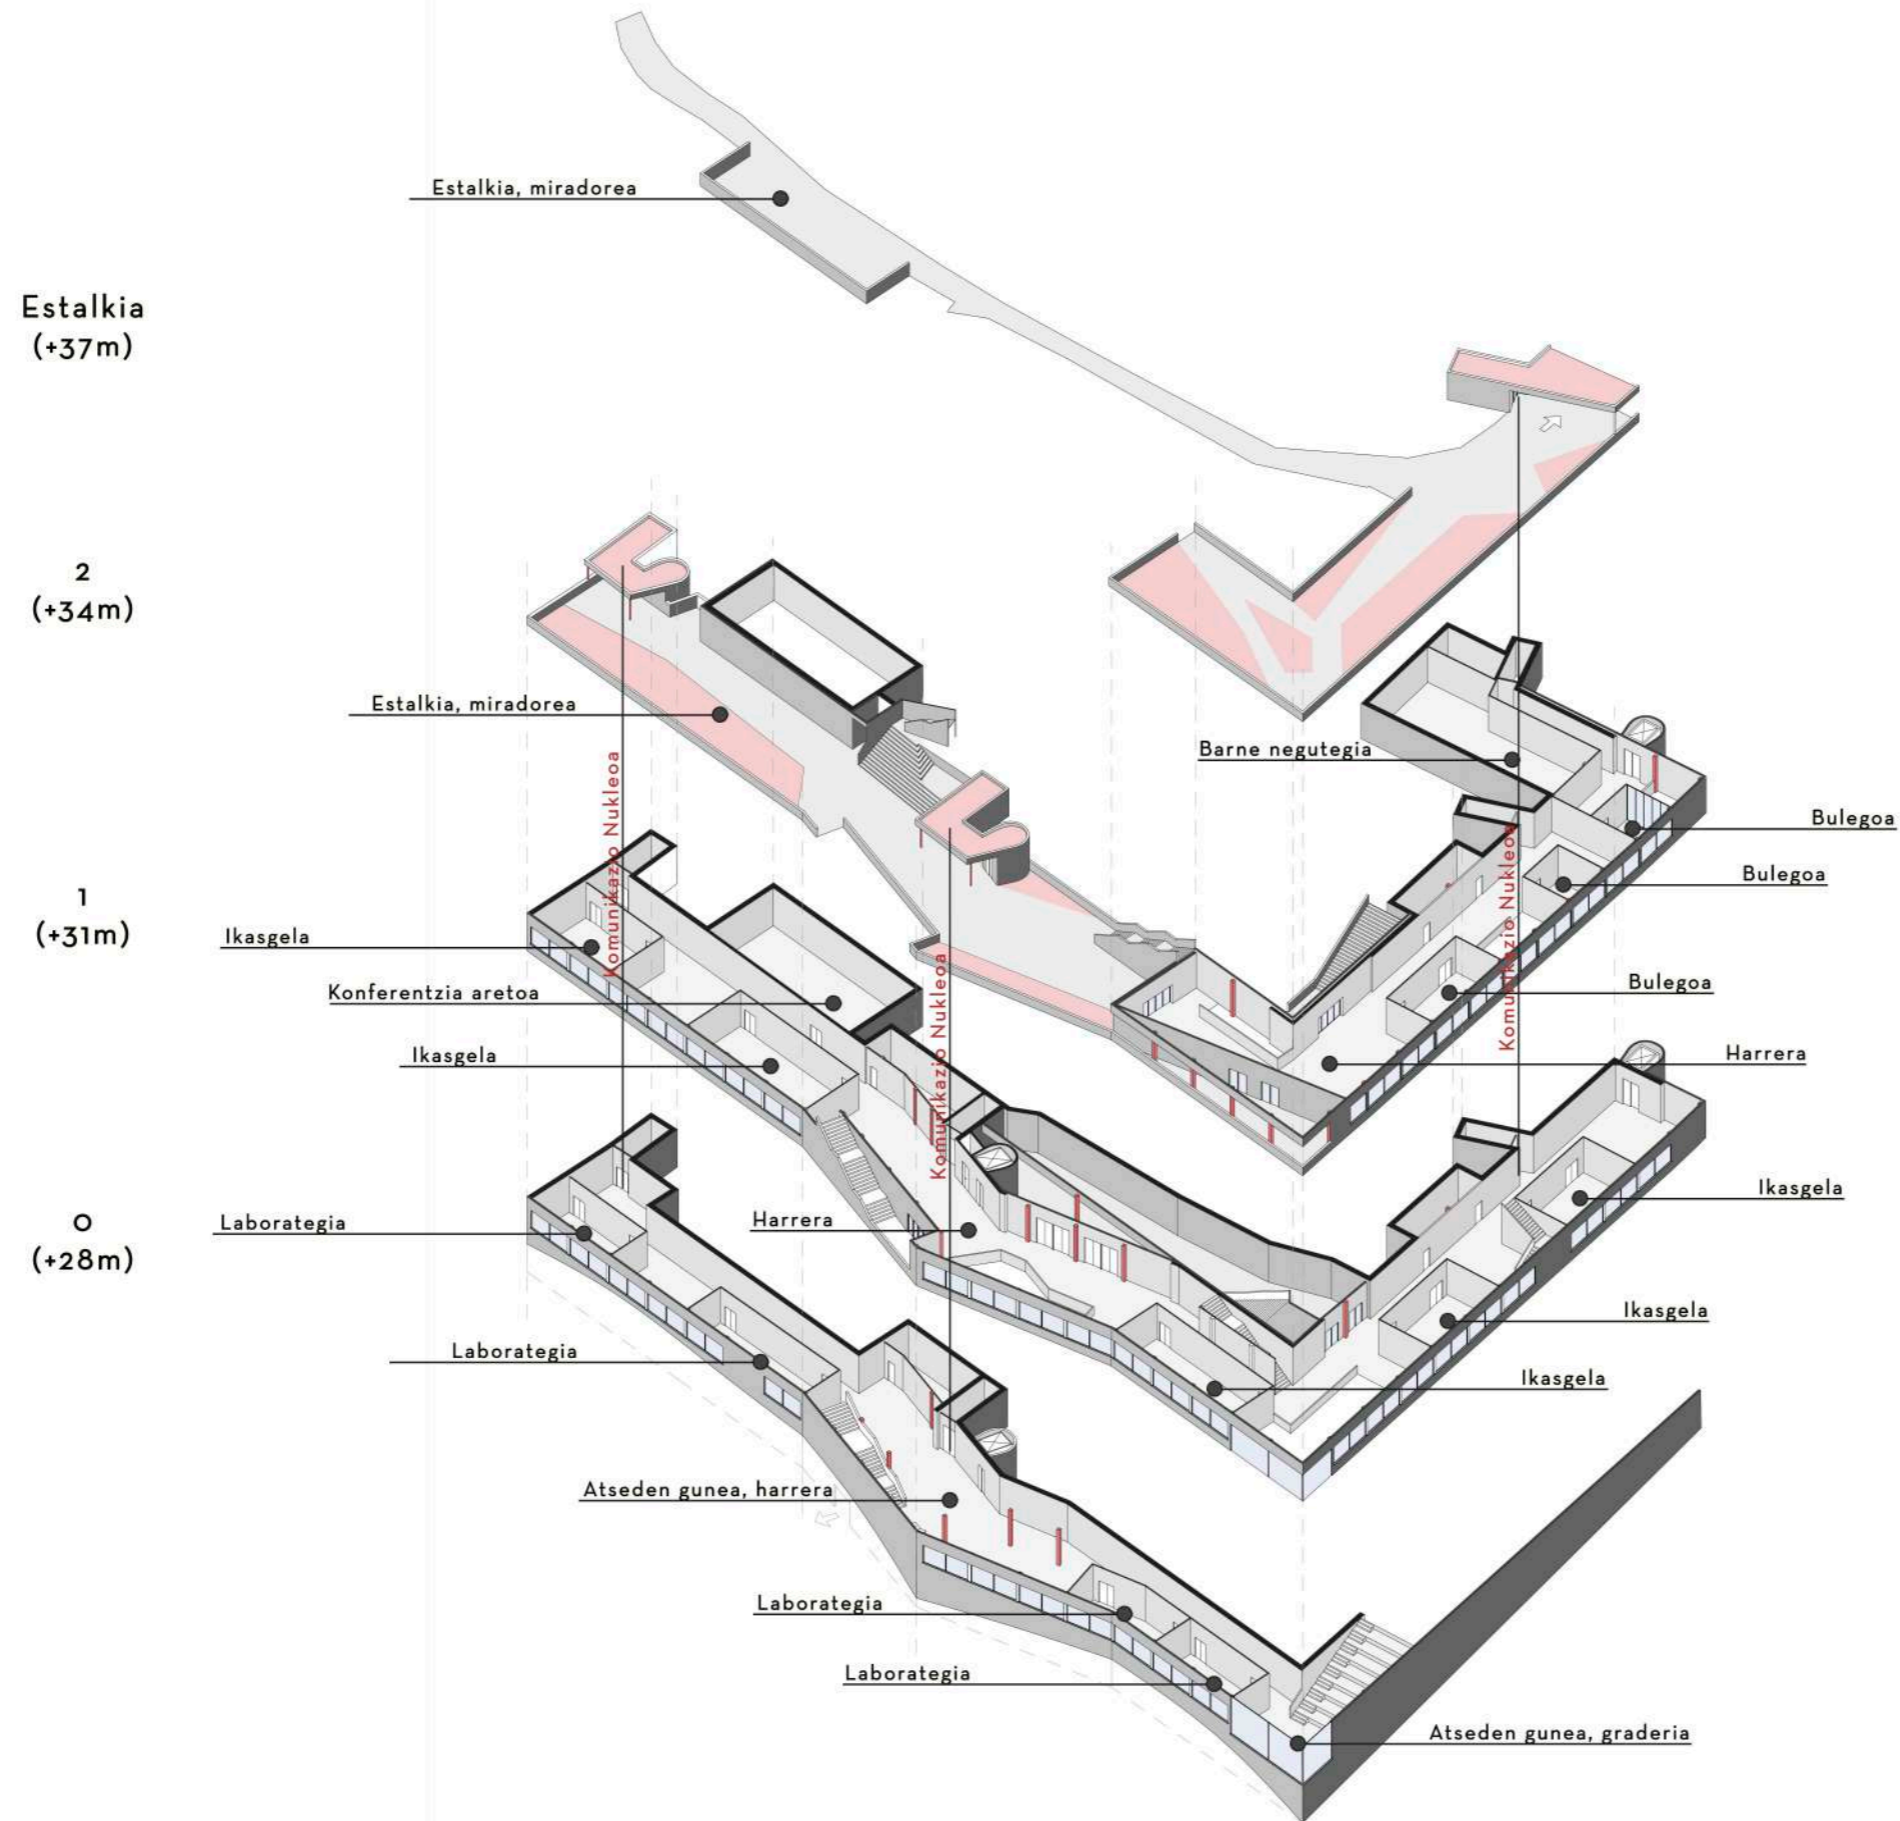 Estalkia, miradorea
Estalkia
(+37m)
2
(+34m)
Estalkia, miradorea
Barne negutegia
Komunikazio Nukleoa
Bulegoa
Bulegoa
1
(+31m)
Ikasgela
Komunikazio Nukleoa
Komunikazio Nukleoa
Konferentzia aretoa
Bulegoa
Ikasgela
Harrera
0
(+28m)
Laborategia
Harrera
Ikasgela
Ikasgela
Laborategia
Ikasgela
Atseden gunea, harrera
Laborategia
Laborategia
Atseden gunea, graderia